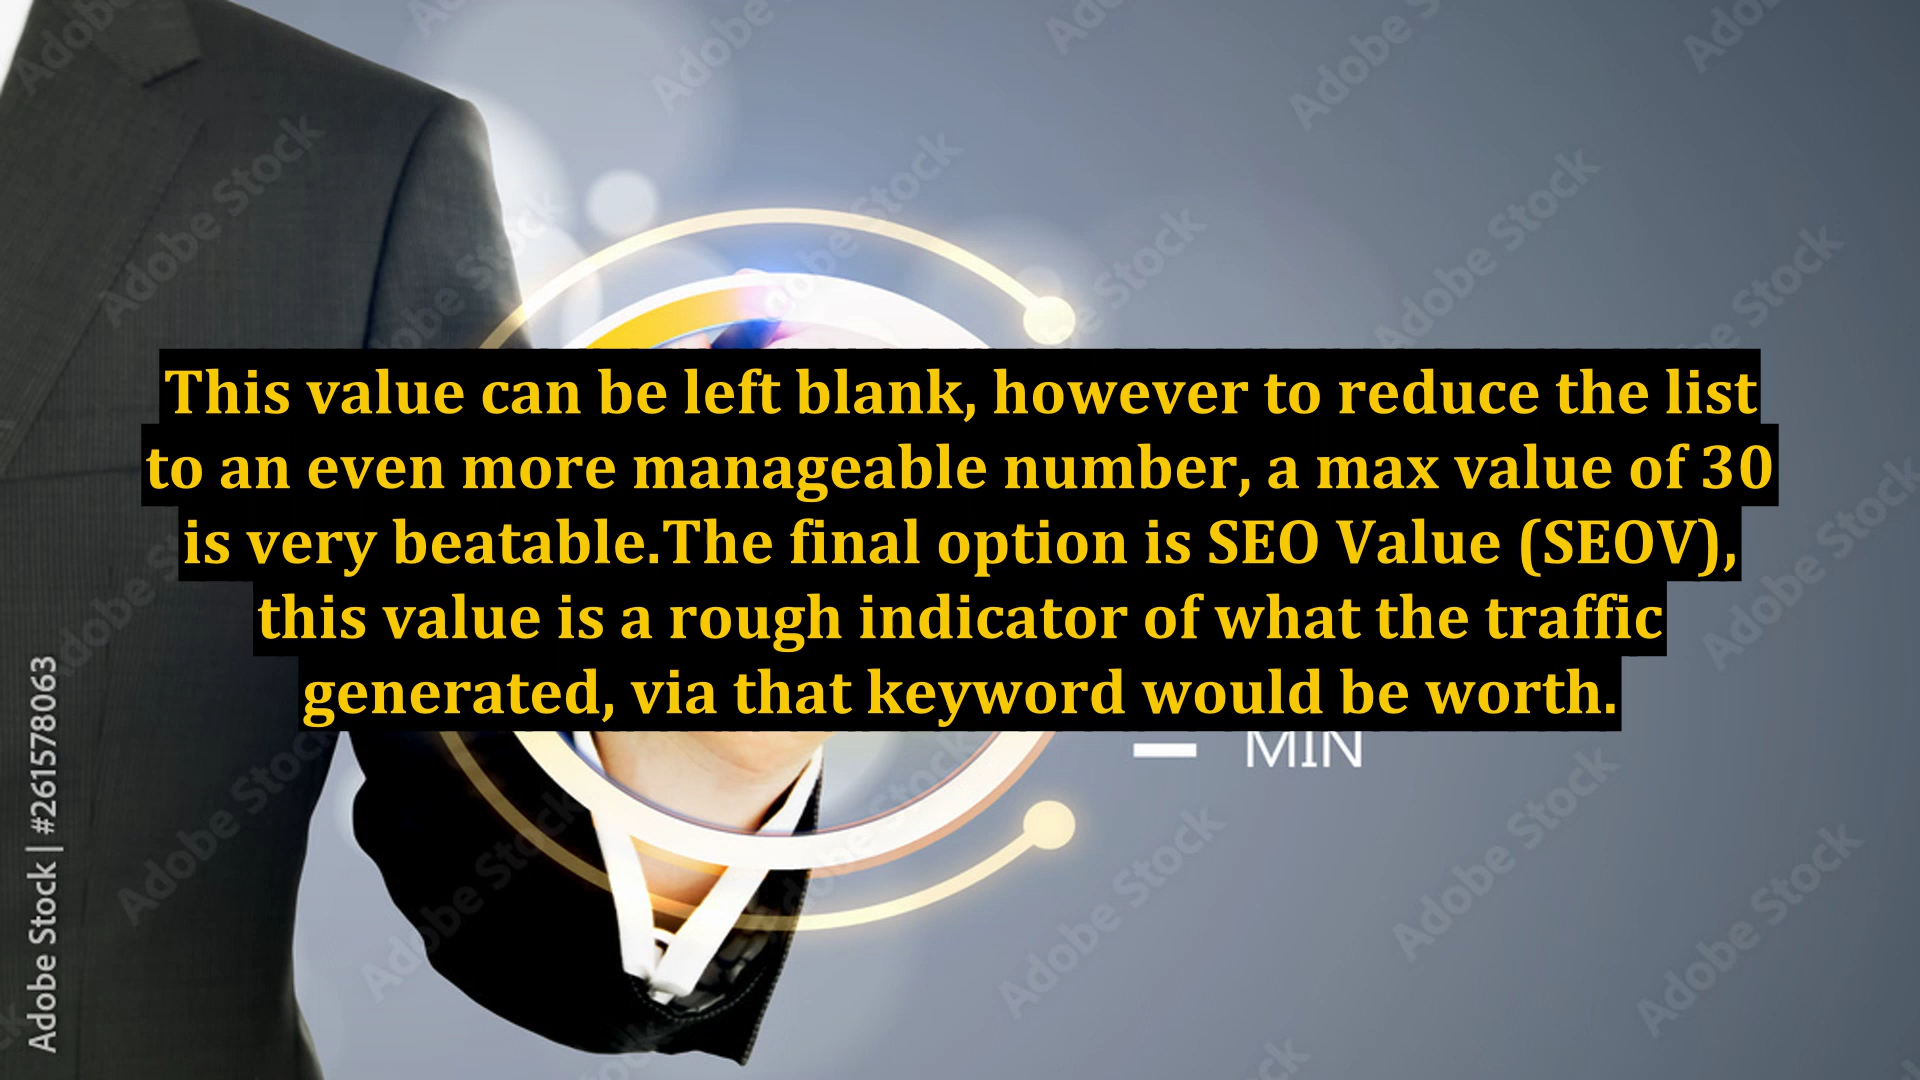 This value can be left blank, however to reduce the list
to an even more manageable number, a max value of 30
is very beatable.The final option is SEO Value (SEOV),
this value is a rough indicator of what the traffic
generated, via that keyword would be worth.
MIN
Adobe Stock | #261578063
Adobe Stock